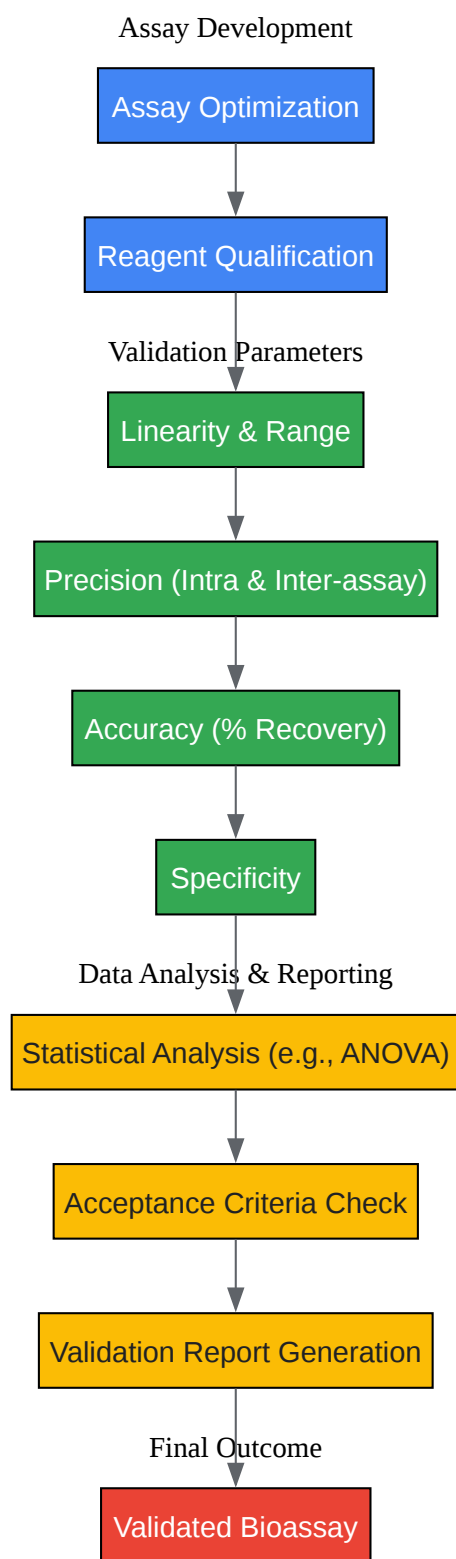 Assay Development
Assay Optimization
Reagent Qualification
Validation Parameters
Linearity & Range
Precision (Intra & Inter-assay)
Accuracy (% Recovery)
Specificity
Data Analysis & Reporting
Statistical Analysis (e.g., ANOVA)
Acceptance Criteria Check
Validation Report Generation
Final Outcome
Validated Bioassay